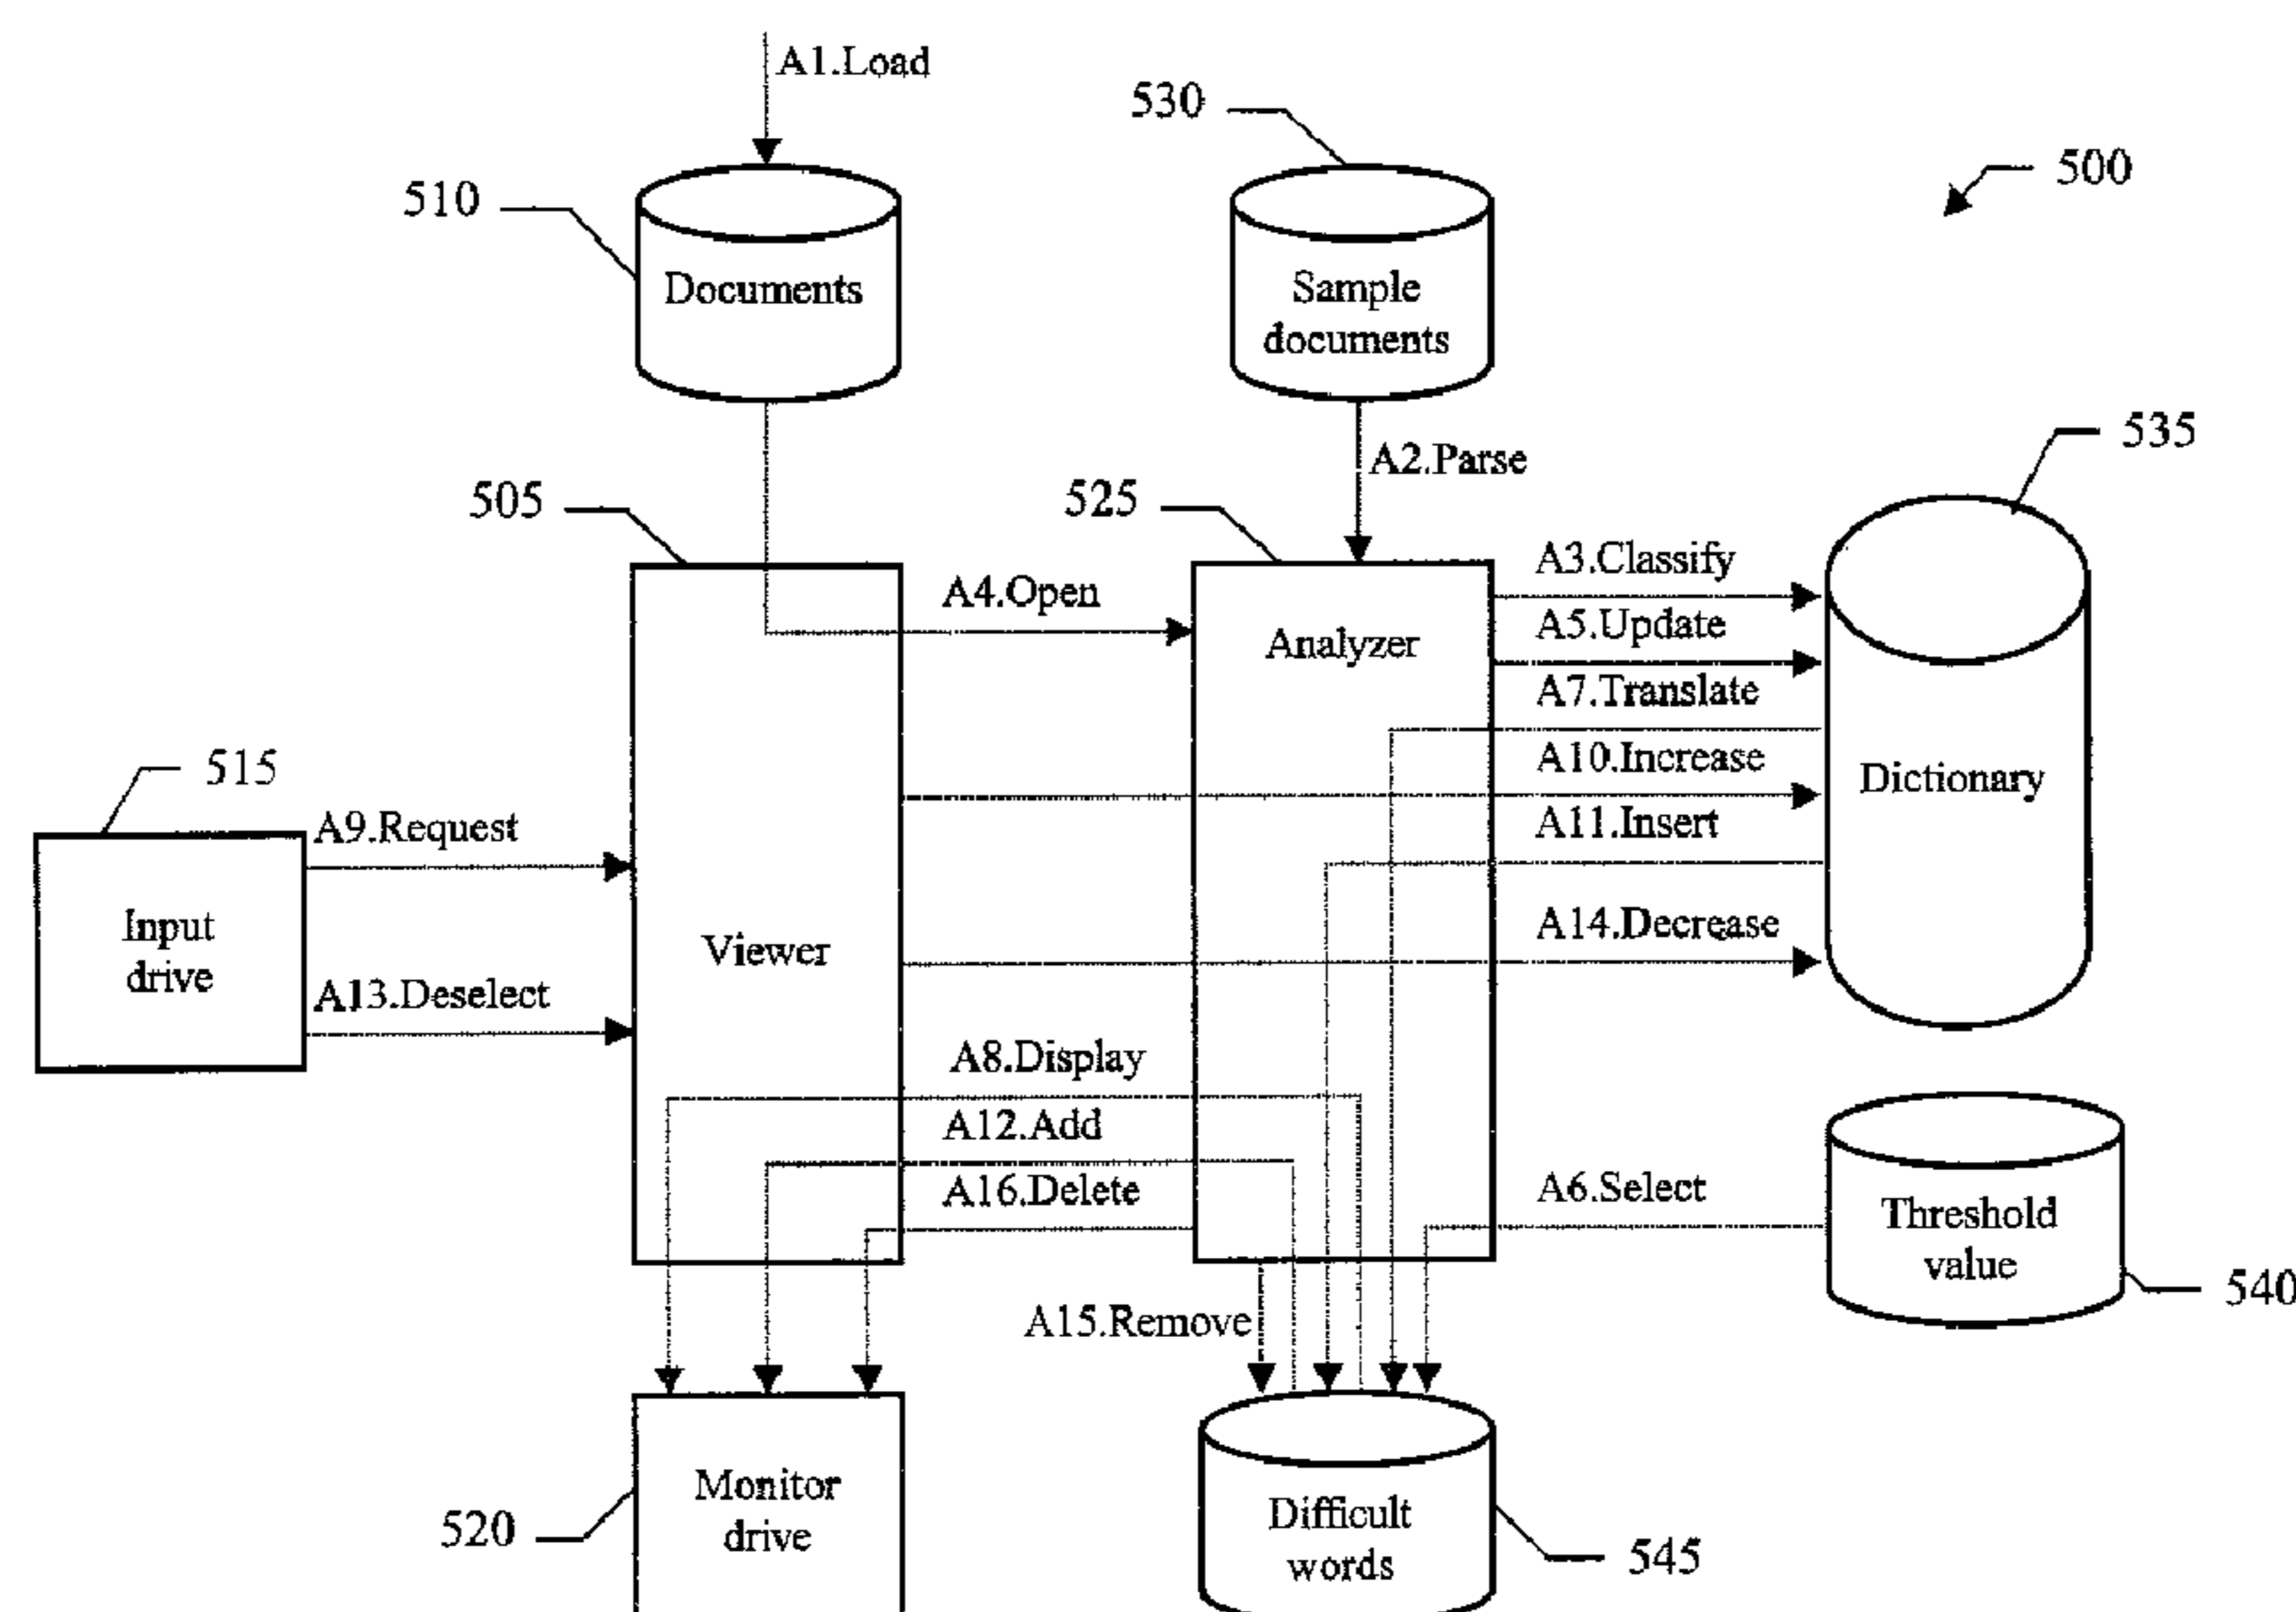 A1.Load
530
500
510
Documents
Sample
documents
535
A2.Parse
505
525
A3.Classify
A4.Open
A5.Update
Analyzer
A7.Translate
515
A10.Increase
Dictionary
A9.Request
A11.Insert
Input
drive
Viewer
A14.Decrease
A13.Deselect
A8.Display
A12.Add
A16.Delete
A6.Select
Threshold
value
540
A15.Remove
Monitor
drive
520
Difficult
words
545